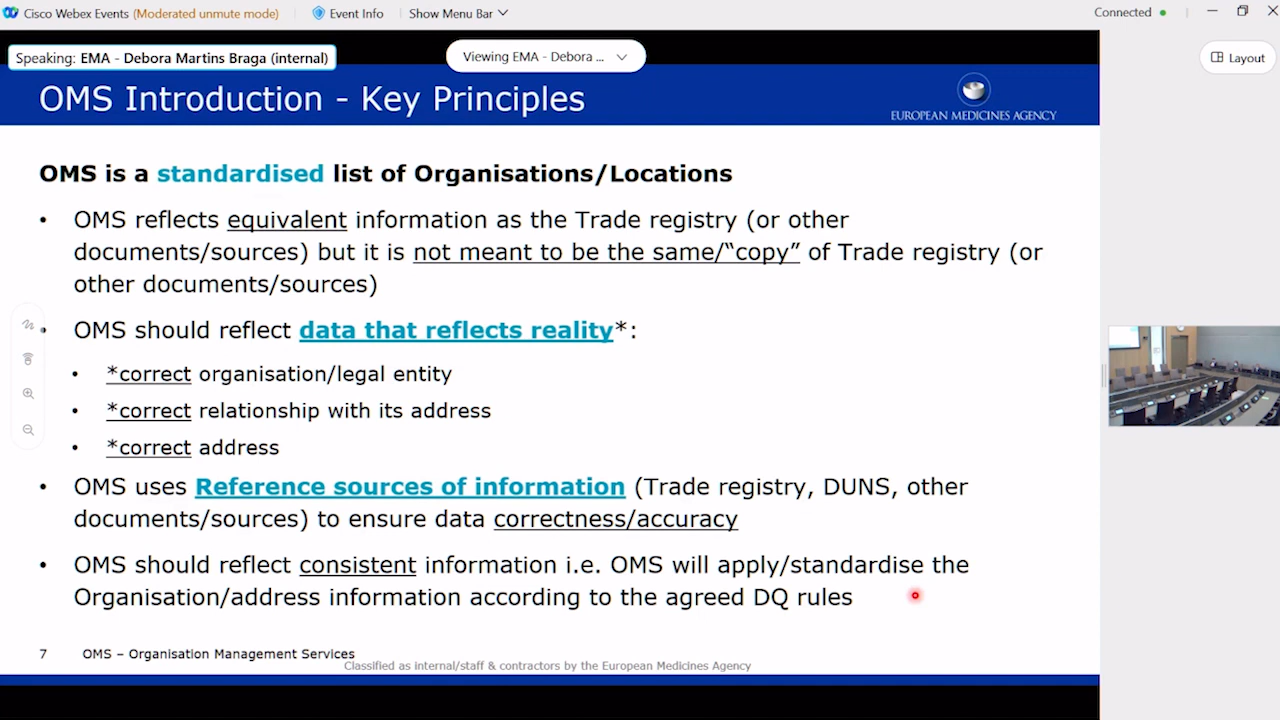 Cisco Webex Events (Moderated unmute mode)
Event Info
Show Menu Bar
Connected
Speaking: EMA - Debora Martins Braga (internal)
Viewing EMA - Debora ...
Layout
OMS Introduction - Key Principles
EUROPEAN MEDICINES AGENCY
OMS is a standardised list of Organisations/Locations
• OMS reflects equivalent information as the Trade registry (or other
documents/sources) but it is not meant to be the same/“copy” of Trade registry (or
other documents/sources)
• OMS should reflect data that reflects reality*:
• *correct organisation/legal entity
• *correct relationship with its address
• *correct address
• OMS uses Reference sources of information (Trade registry, DUNS, other
documents/sources) to ensure data correctness/accuracy
• OMS should reflect consistent information i.e. OMS will apply/standardise the
Organisation/address information according to the agreed DQ rules
7 OMS – Organisation Management Services
Classified as internal/staff & contractors by the European Medicines Agency